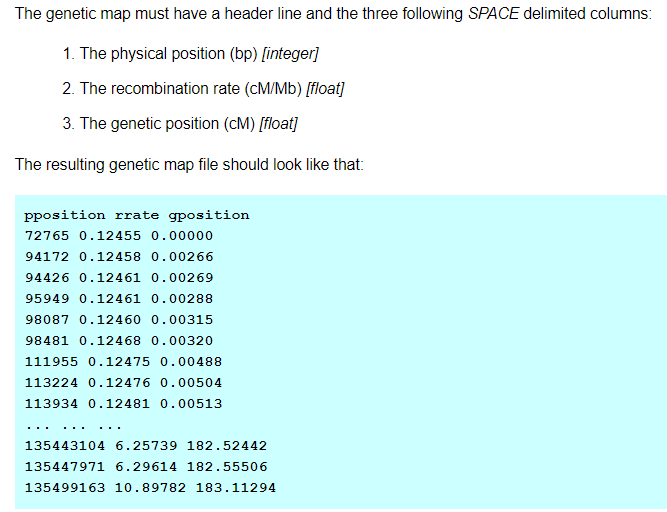 The genetic map must have a header line and the three following SPACE delimited columns:
1. The physical position (bp) [integer]
2. The recombination rate (cM/Mb) [float]
3. The genetic position (cM) [float]
The resulting genetic map file should look like that:
pposition rrate gposition
72765 0.12455 0.00000
94172 0.12458 0.00266
94426 0.12461 0.00269
95949 0.12461 0.00288
98087 0.12460 0.00315
98481 0.12468 0.00320
111955 0.12475 0.00488
113224 0.12476 0.00504
113934 0.12481 0.00513
... ... ...
135443104 6.25739 182.52442
135447971 6.29614 182.55506
135499163 10.89782 183.11294